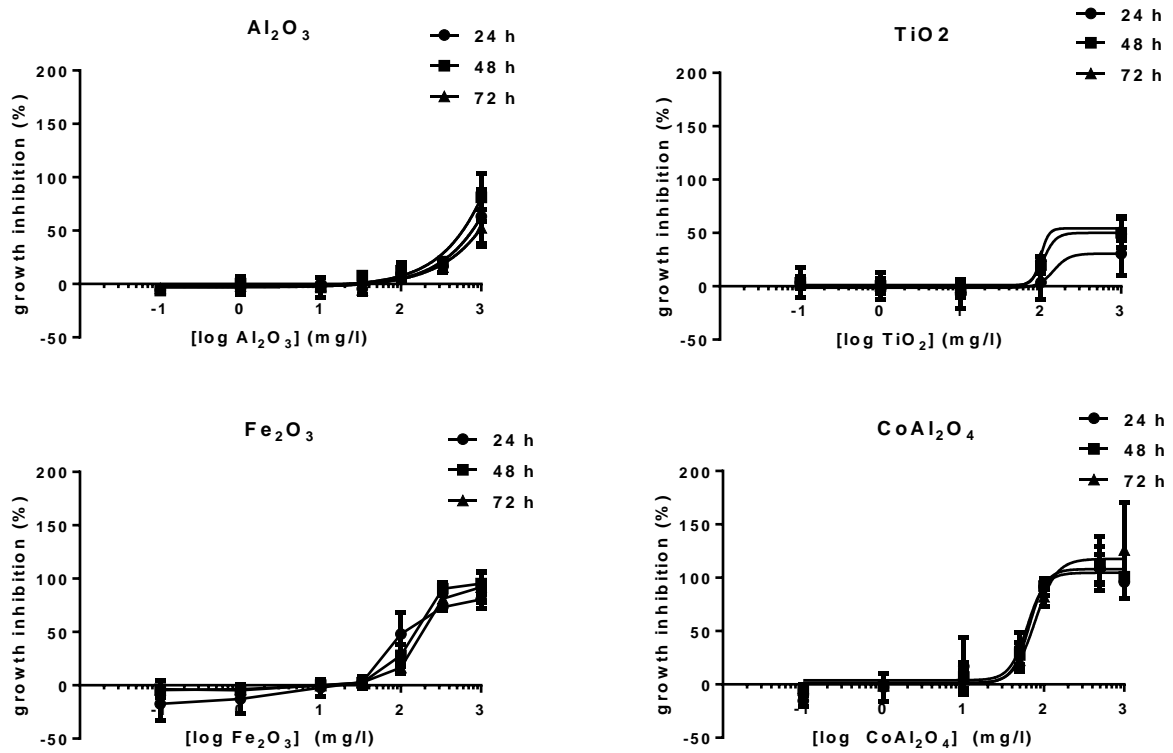 Al₂O₃
24 h
48 h
72 h
growth inhibition (%)
200
150
100
50
0
-50
-1 0 1 2 3
[log Al₂O₃] (mg/l)
TiO2
24 h
48 h
72 h
growth inhibition (%)
200
150
100
50
0
-50
-1 0 1 2 3
[log TiO₂] (mg/l)
Fe₂O₃
24 h
48 h
72 h
growth inhibition (%)
200
150
100
50
0
-50
0 1 2 3
[log Fe₂O₃] (mg/l)
CoAl₂O₄
24 h
48 h
72 h
growth inhibition (%)
200
150
100
50
0
-50
-1 0 1 2 3
[log CoAl₂O₄] (mg/l)